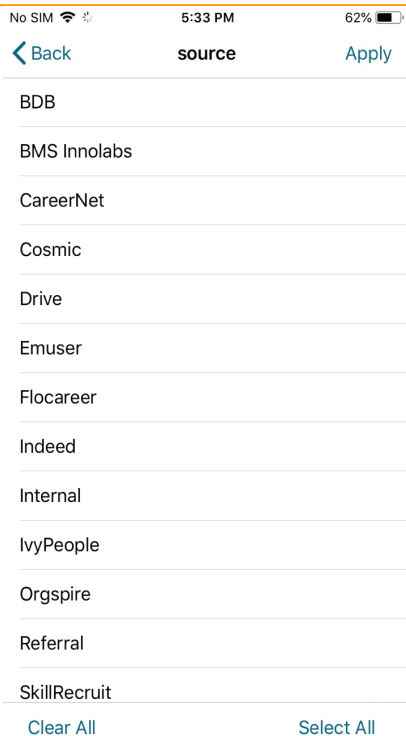 No SIM 5:33 PM 62%
Back source Apply
BDB
BMS Innolabs
CareerNet
Cosmic
Drive
Emuser
Flocareer
Indeed
Internal
IvyPeople
Orgspire
Referral
SkillRecruit
Clear All Select All